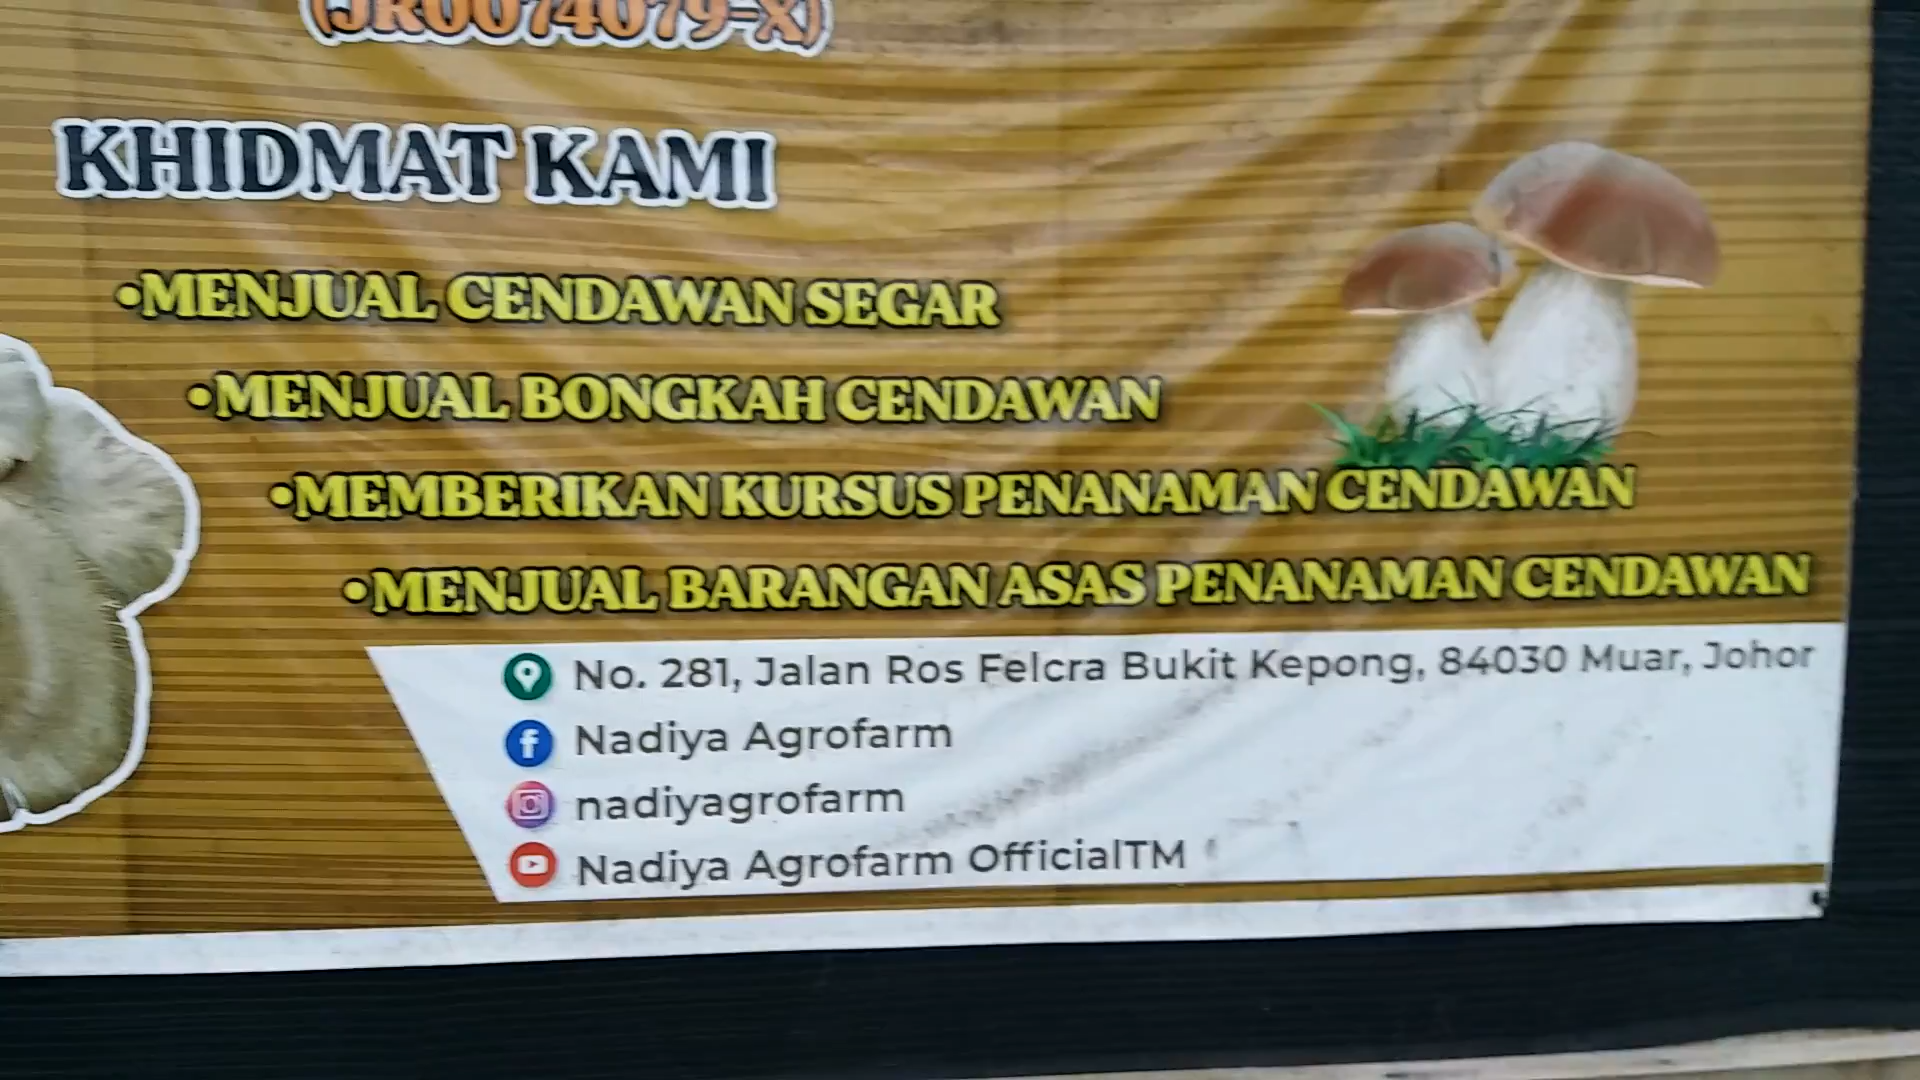 (JR0074079-X)
KHIDMAT KAMI
•MENJUAL CENDAWAN SEGAR
•MENJUAL BONGKAH CENDAWAN
•MEMBERIKAN KURSUS PENANAMAN CENDAWAN
•MENJUAL BARANGAN ASAS PENANAMAN CENDAWAN
No. 281, Jalan Ros Felcra Bukit Kepong, 84030 Muar, Johor
Nadiya Agrofarm
nadiyagrofarm
Nadiya Agrofarm OfficialTM